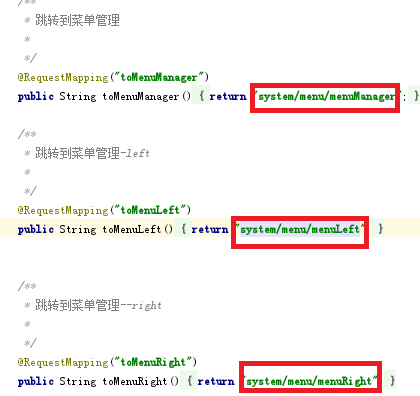 /**
* 跳转到菜单管理
*
*/
@RequestMapping("toMenuManager")
public String toMenuManager() { return "system/menu/menuManager"; }
/**
* 跳转到菜单管理-left
*
*/
@RequestMapping("toMenuLeft")
public String toMenuLeft() { return "system/menu/menuLeft" }
/**
* 跳转到菜单管理--right
*
*/
@RequestMapping("toMenuRight")
public String toMenuRight() { return "system/menu/menuRight" }